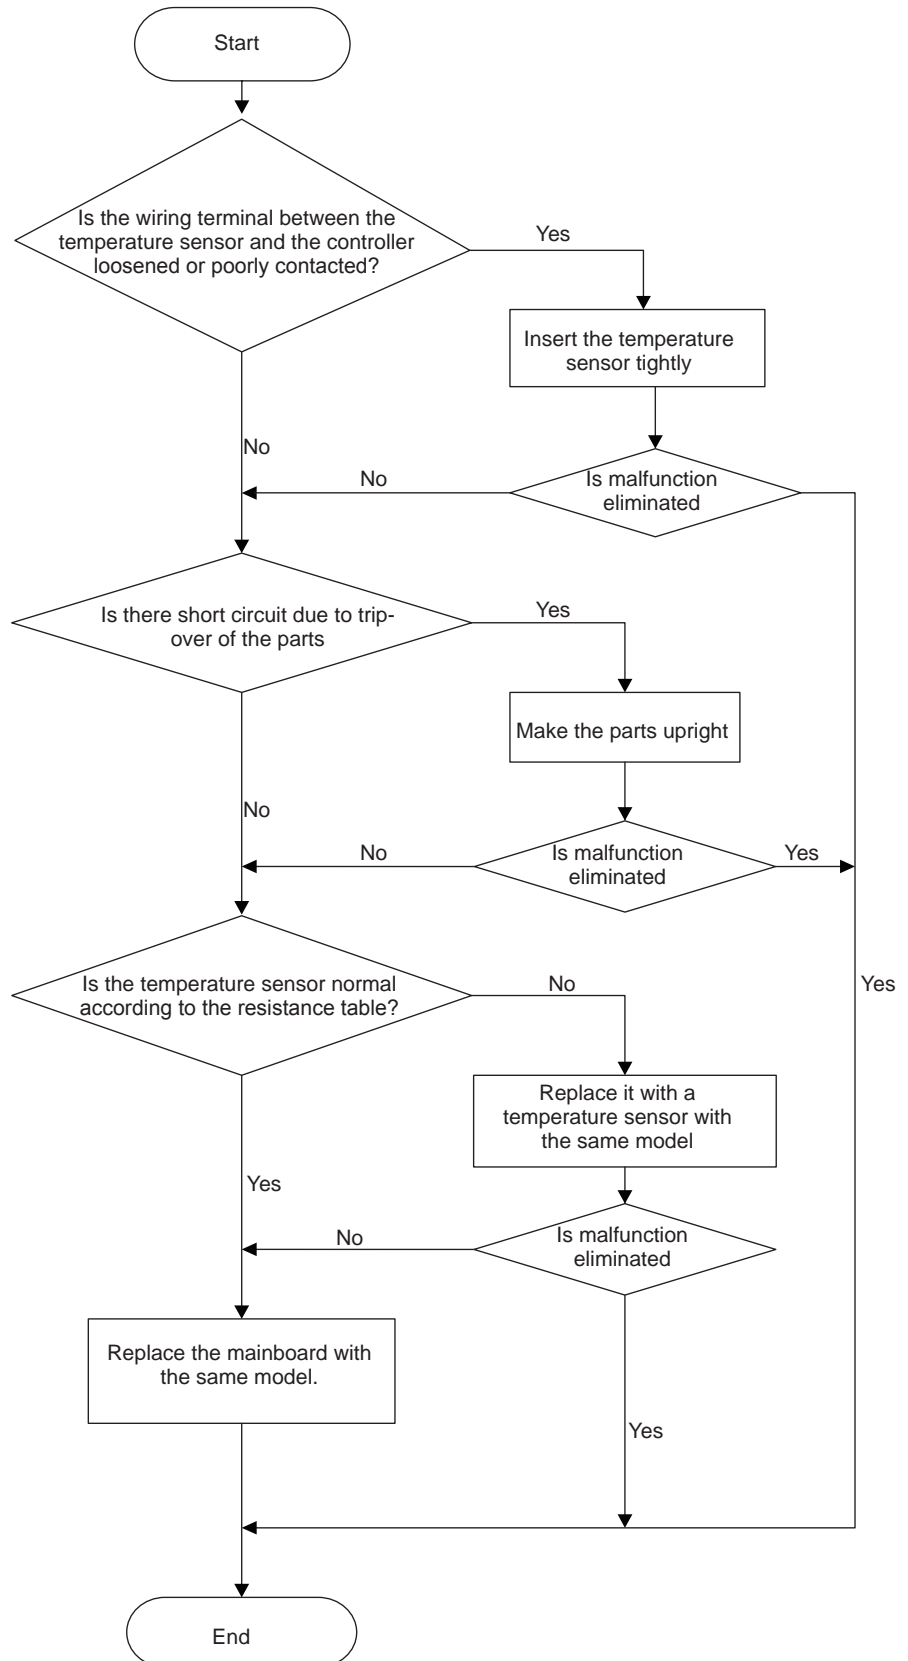 Start
Is the wiring terminal between the
temperature sensor and the controller
loosened or poorly contacted?
Yes
Insert the temperature
sensor tightly
No
No
Is malfunction
eliminated
Is there short circuit due to trip-
over of the parts
Yes
Make the parts upright
No
No
Is malfunction
eliminated
Yes
Is the temperature sensor normal
according to the resistance table?
No
Yes
Replace it with a
temperature sensor with
the same model
Yes
No
Is malfunction
eliminated
Replace the mainboard with
the same model.
Yes
End